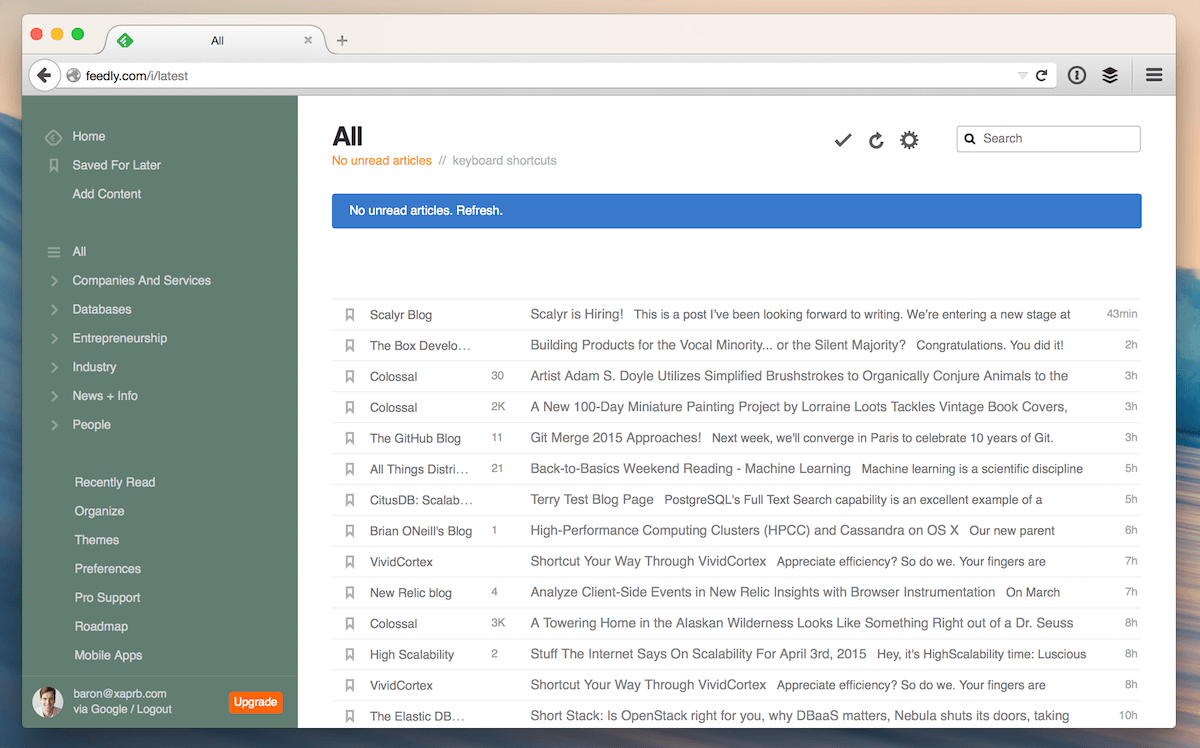 All
feedly.com/i/latest
Home
Saved For Later
Add Content
All
Companies And Services
Databases
Entrepreneurship
Industry
News + Info
People
Recently Read
Organize
Themes
Preferences
Pro Support
Roadmap
Mobile Apps
baron@xaprb.com
via Google / Logout
Upgrade
All
No unread articles // keyboard shortcuts
Search
No unread articles. Refresh.
Scalyr Blog Scalyr is Hiring! This is a post I've been looking forward to writing. We're entering a new stage at 43min
The Box Develo… Building Products for the Vocal Minority... or the Silent Majority? Congratulations. You did it! 2h
Colossal 30 Artist Adam S. Doyle Utilizes Simplified Brushstrokes to Organically Conjure Animals to the 3h
Colossal 2K A New 100-Day Miniature Painting Project by Lorraine Loots Tackles Vintage Book Covers, 3h
The GitHub Blog 11 Git Merge 2015 Approaches! Next week, we'll converge in Paris to celebrate 10 years of Git. 3h
All Things Distri… 21 Back-to-Basics Weekend Reading - Machine Learning Machine learning is a scientific discipline 5h
CitusDB: Scalab… Terry Test Blog Page PostgreSQL's Full Text Search capability is an excellent example of a 5h
Brian ONeill's Blog 1 High-Performance Computing Clusters (HPCC) and Cassandra on OS X Our new parent 6h
VividCortex Shortcut Your Way Through VividCortex Appreciate efficiency? So do we. Your fingers are 7h
New Relic blog 4 Analyze Client-Side Events in New Relic Insights with Browser Instrumentation On March 7h
Colossal 3K A Towering Home in the Alaskan Wilderness Looks Like Something Right out of a Dr. Seuss 8h
High Scalability 2 Stuff The Internet Says On Scalability For April 3rd, 2015 Hey, it's HighScalability time: Luscious 8h
VividCortex Shortcut Your Way Through VividCortex Appreciate efficiency? So do we. Your fingers are 8h
The Elastic DB… Short Stack: Is OpenStack right for you, why DBaaS matters, Nebula shuts its doors, taking 10h